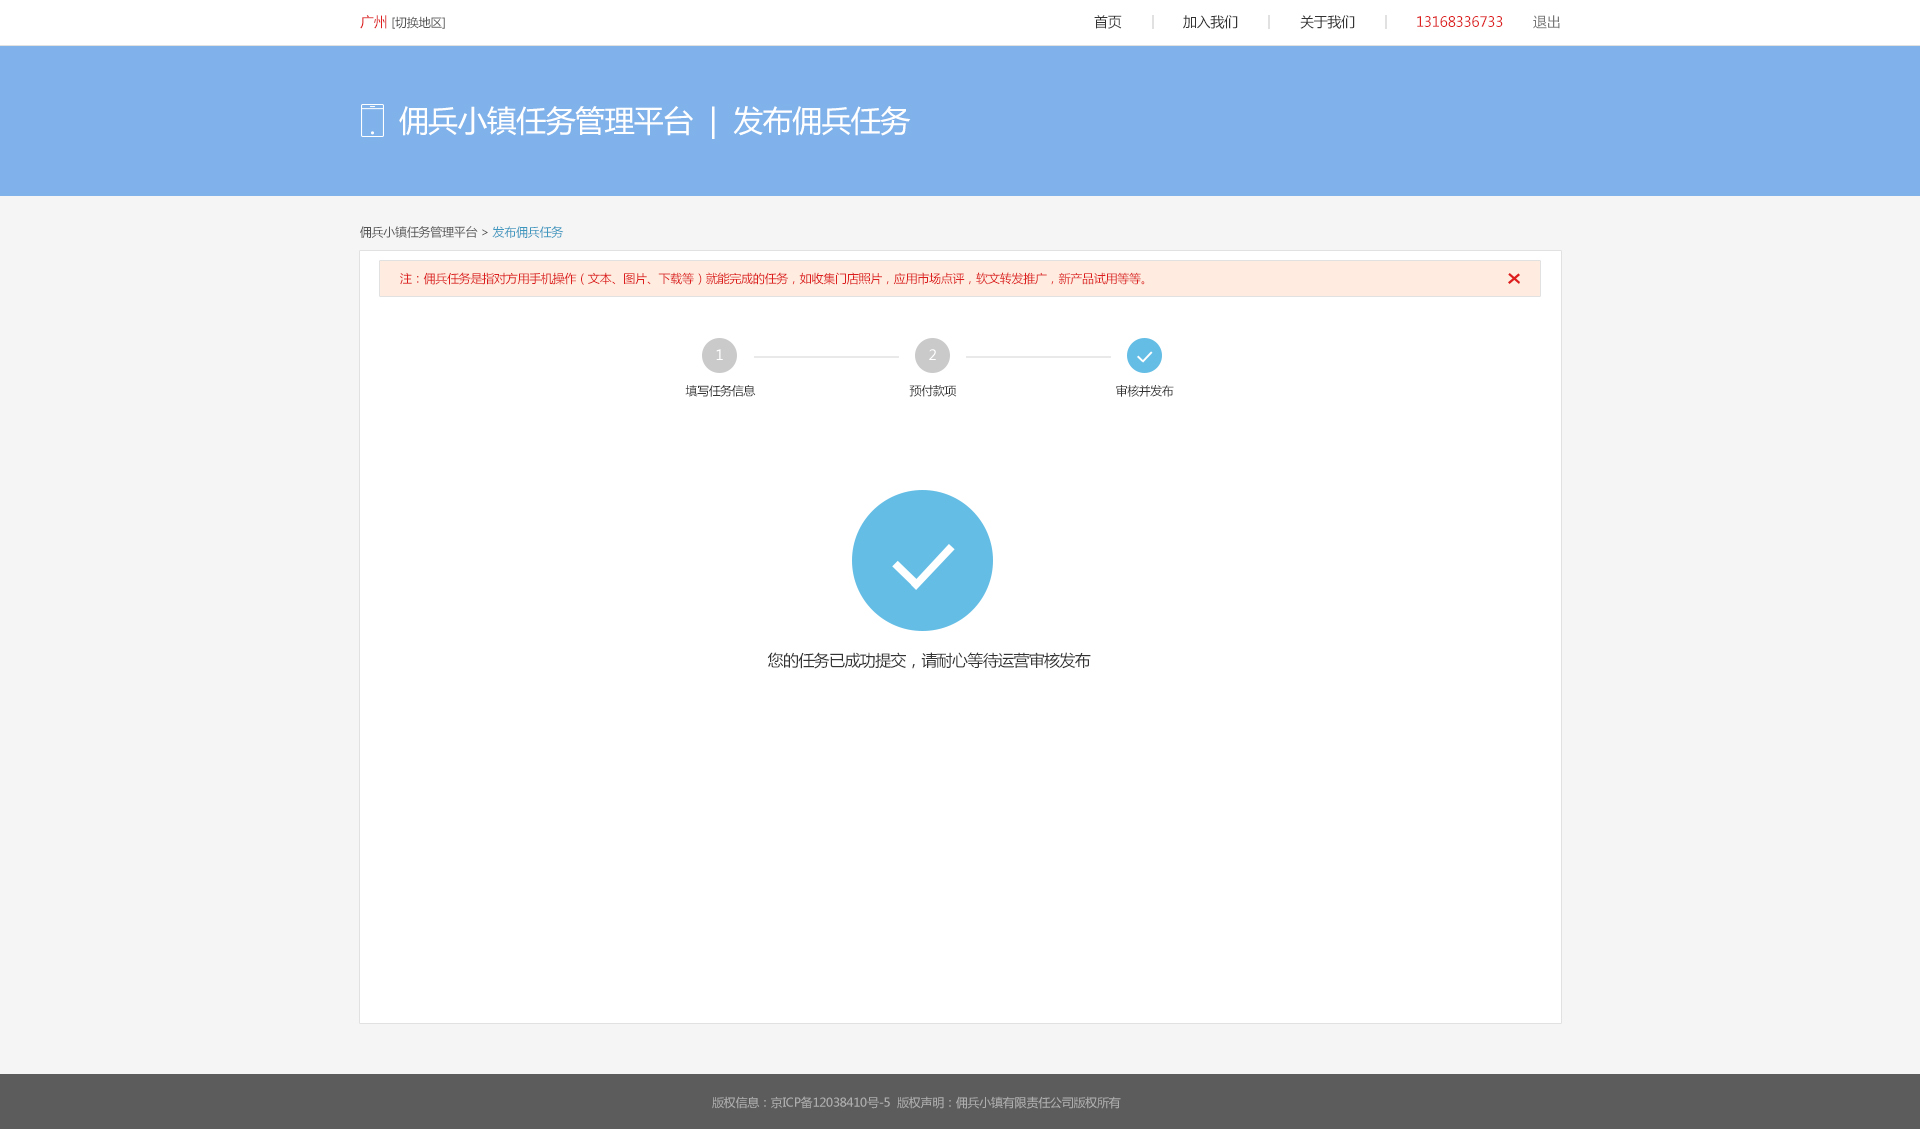 广州 [切换地区] 首页 | 加入我们 | 关于我们 | 13168336733 退出
佣兵小镇任务管理平台 | 发布佣兵任务
佣兵小镇任务管理平台 > 发布佣兵任务
注：佣兵任务是指对方用手机操作（文本、图片、下载等）就能完成的任务，如收集门店照片，应用市场点评，软文转发推广，新产品试用等等。
1 2
填写任务信息 预付款项 审核并发布
您的任务已成功提交，请耐心等待运营审核发布
版权信息：京ICP备12038410号-5 版权声明：佣兵小镇有限责任公司版权所有